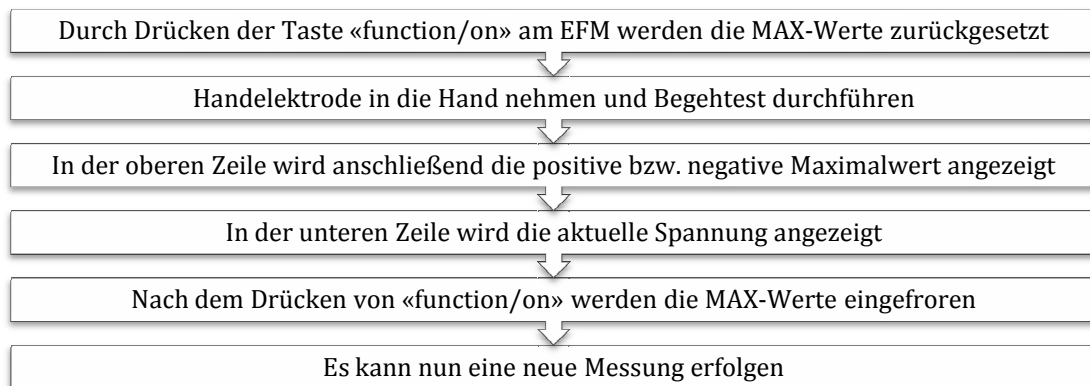 Durch Drücken der Taste «function/on» am EFM werden die MAX-Werte zurückgesetzt
Handelektrode in die Hand nehmen und Begehtest durchführen
In der oberen Zeile wird anschließend die positive bzw. negative Maximalwert angezeigt
In der unteren Zeile wird die aktuelle Spannung angezeigt
Nach dem Drücken von «function/on» werden die MAX-Werte eingefroren
Es kann nun eine neue Messung erfolgen